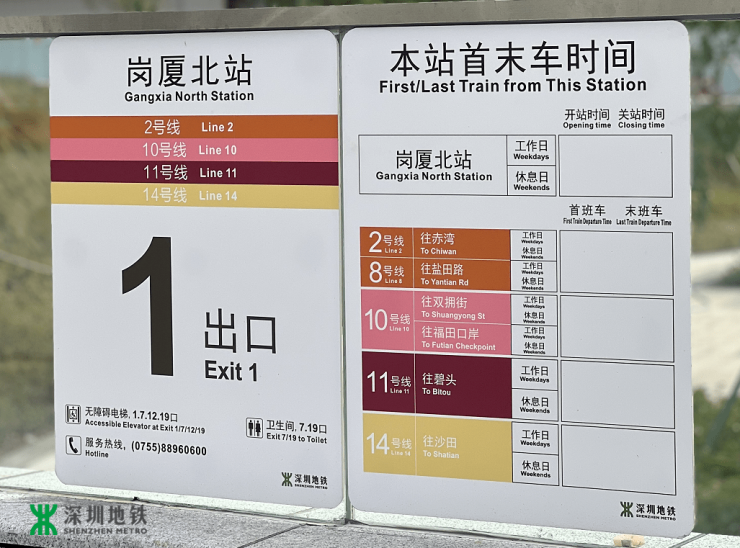 岗厦北站
Gangxia North Station
2号线 Line 2
10号线 Line 10
11号线 Line 11
14号线 Line 14
1 出口
Exit 1
无障碍电梯, 1.7.12.19口
Accessible Elevator at Exit 1/7/12/19
卫生间, 7.19口
Exit 7/19 to Toilet
服务热线, (0755)88960600
Hotline
深圳地铁
SHENZHEN METRO
本站首末车时间
First/Last Train from This Station
开站时间 关站时间
Opening time Closing time
岗厦北站
Gangxia North Station
工作日
Weekdays
休息日
Weekends
首班车 末班车
First Train Departure Time Last Train Departure Time
2号线
Line 2
往赤湾
To Chiwan
工作日
Weekdays
休息日
Weekends
8号线
Line 8
往盐田路
To Yantian Rd
工作日
Weekdays
休息日
Weekends
10号线
Line 10
往双拥街
To Shuangyong St
工作日
Weekdays
休息日
Weekends
往福田口岸
To Futian Checkpoint
工作日
Weekdays
休息日
Weekends
11号线
Line 11
往碧头
To Bitou
工作日
Weekdays
休息日
Weekends
14号线
Line 14
往沙田
To Shatian
工作日
Weekdays
休息日
Weekends
深圳地铁
SHENZHEN METRO
深圳地铁
SHENZHEN METRO